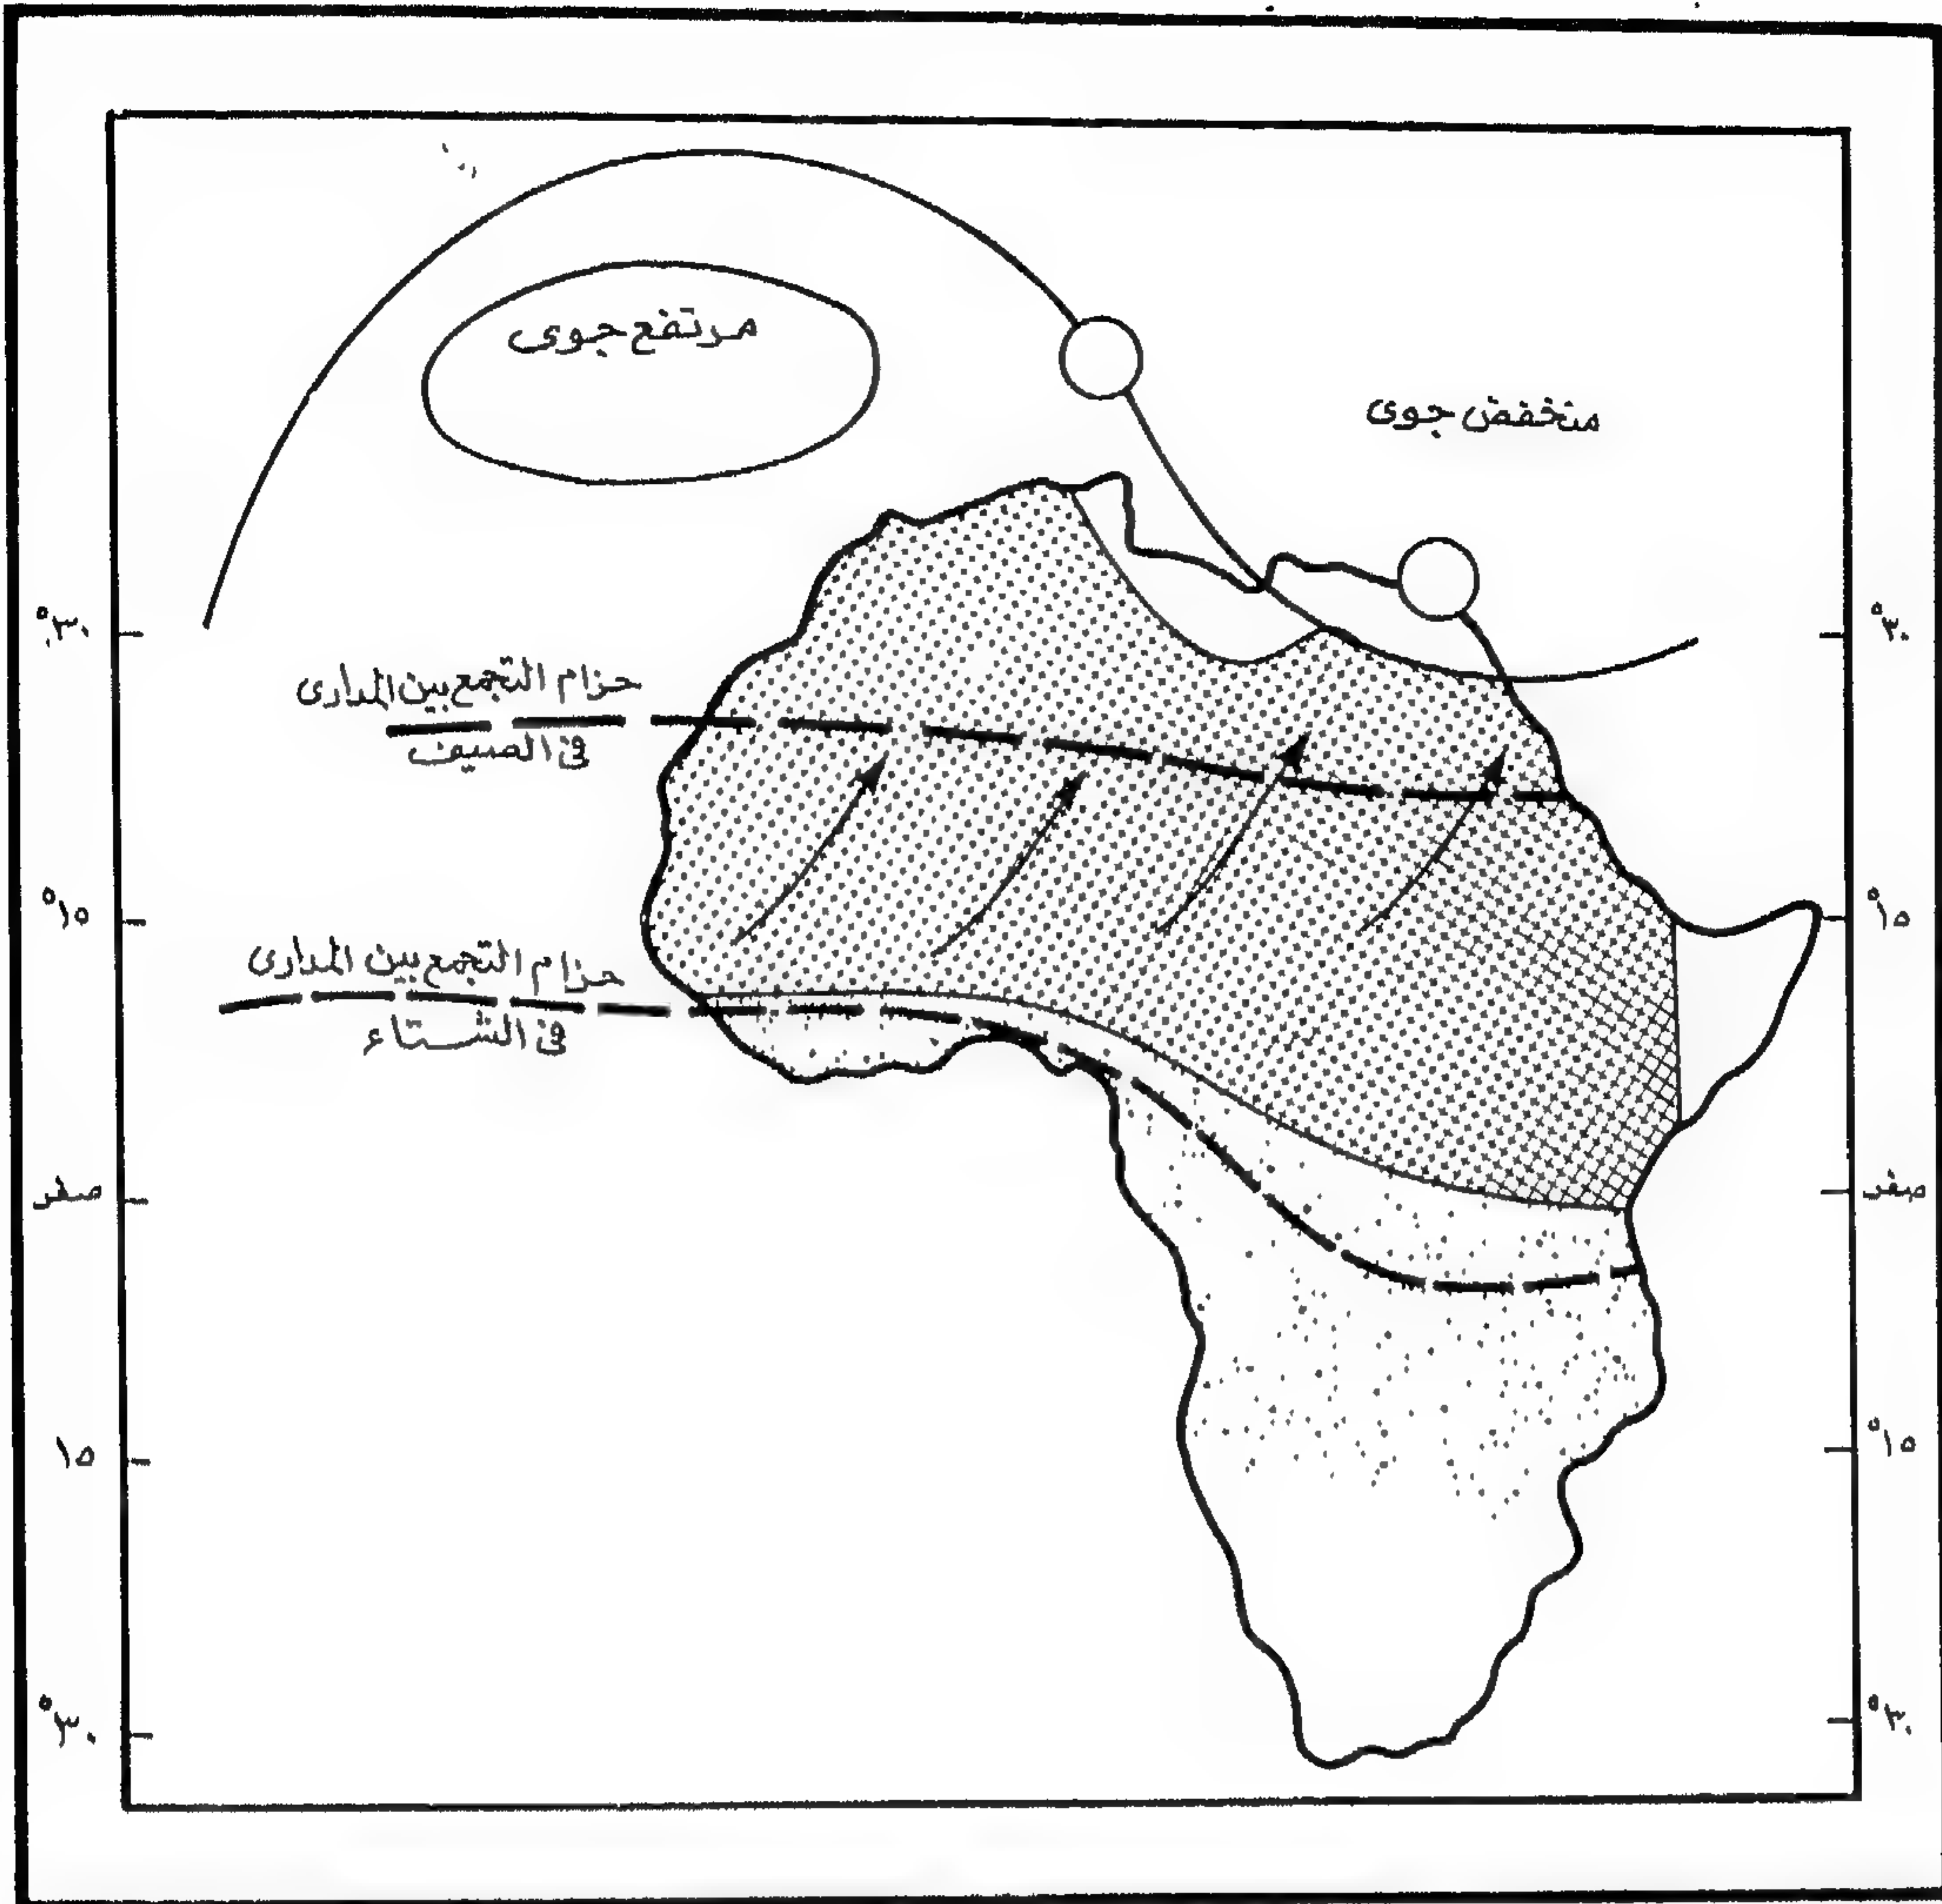 مرتفع جوى
منخفض جوى
°٣٠
°٣٠
حزام التجمع بين المدارى
فى الصيف
°١٥
°١٥
حزام التجمع بين المدارى
فى الشتاء
صفر
صفر
١٥
°١٥
°٣٠
°٣٠